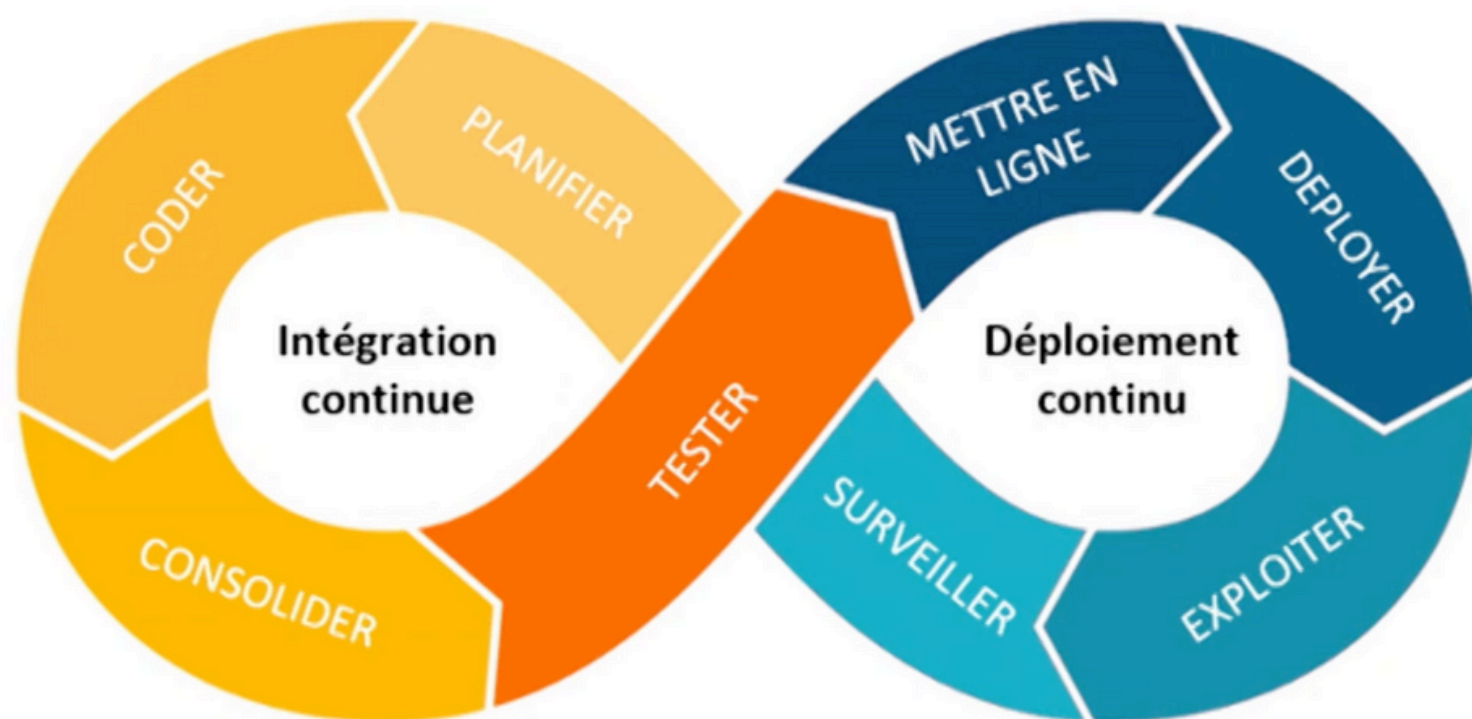 PLANIFIER
CODER
CONSOLIDER
TESTER
METTRE EN
LIGNE
DEPLOYER
EXPLOITER
SURVEILLER
Intégration
continue
Déploiement
continu